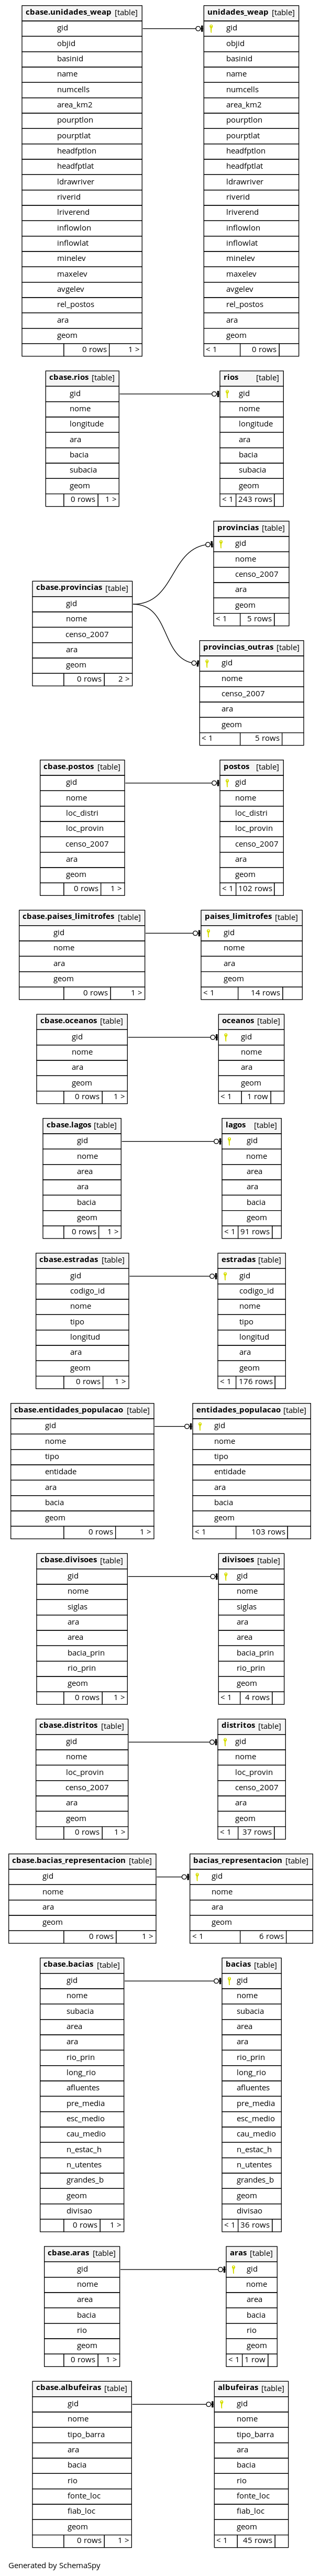 cbase.unidades_weap [table]
gid
objid
basinid
name
numcells
area_km2
pourptlon
pourptlat
headfptlon
headfptlat
ldrawriver
riverid
lriverend
inflowlon
inflowlat
minelev
maxelev
avgelev
rel_postos
ara
geom
0 rows 1 >
unidades_weap [table]
gid
objid
basinid
name
numcells
area_km2
pourptlon
pourptlat
headfptlon
headfptlat
ldrawriver
riverid
lriverend
inflowlon
inflowlat
minelev
maxelev
avgelev
rel_postos
ara
geom
< 1 0 rows
cbase.rios [table]
gid
nome
longitude
ara
bacia
subacia
geom
0 rows 1 >
rios [table]
gid
nome
longitude
ara
bacia
subacia
geom
< 1 243 rows
provincias [table]
gid
nome
censo_2007
ara
geom
< 1 5 rows
cbase.provincias [table]
gid
nome
censo_2007
ara
geom
0 rows 2 >
provincias_outras [table]
gid
nome
censo_2007
ara
geom
< 1 5 rows
cbase.postos [table]
gid
nome
loc_distri
loc_provin
censo_2007
ara
geom
0 rows 1 >
postos [table]
gid
nome
loc_distri
loc_provin
censo_2007
ara
geom
< 1 102 rows
cbase.paises_limitrofes [table]
gid
nome
ara
geom
0 rows 1 >
paises_limitrofes [table]
gid
nome
ara
geom
< 1 14 rows
cbase.oceanos [table]
gid
nome
ara
geom
0 rows 1 >
oceanos [table]
gid
nome
ara
geom
< 1 1 row
cbase.lagos [table]
gid
nome
area
ara
bacia
geom
0 rows 1 >
lagos [table]
gid
nome
area
ara
bacia
geom
< 1 91 rows
cbase.estradas [table]
gid
codigo_id
nome
tipo
longitud
ara
geom
0 rows 1 >
estradas [table]
gid
codigo_id
nome
tipo
longitud
ara
geom
< 1 176 rows
cbase.entidades_populacao [table]
gid
nome
tipo
entidade
ara
bacia
geom
0 rows 1 >
entidades_populacao [table]
gid
nome
tipo
entidade
ara
bacia
geom
< 1 103 rows
cbase.divisoes [table]
gid
nome
siglas
ara
area
bacia_prin
rio_prin
geom
0 rows 1 >
divisoes [table]
gid
nome
siglas
ara
area
bacia_prin
rio_prin
geom
< 1 4 rows
cbase.distritos [table]
gid
nome
loc_provin
censo_2007
ara
geom
0 rows 1 >
distritos [table]
gid
nome
loc_provin
censo_2007
ara
geom
< 1 37 rows
cbase.bacias_representacion [table]
gid
nome
ara
geom
0 rows 1 >
bacias_representacion [table]
gid
nome
ara
geom
< 1 6 rows
cbase.bacias [table]
gid
nome
subacia
area
ara
rio_prin
long_rio
afluentes
pre_media
esc_medio
cau_medio
n_estac_h
n_utentes
grandes_b
geom
divisao
0 rows 1 >
bacias [table]
gid
nome
subacia
area
ara
rio_prin
long_rio
afluentes
pre_media
esc_medio
cau_medio
n_estac_h
n_utentes
grandes_b
geom
divisao
< 1 36 rows
cbase.aras [table]
gid
nome
area
bacia
rio
geom
0 rows 1 >
aras [table]
gid
nome
area
bacia
rio
geom
< 1 1 row
cbase.albufeiras [table]
gid
nome
tipo_barra
ara
bacia
rio
fonte_loc
fiab_loc
geom
0 rows 1 >
albufeiras [table]
gid
nome
tipo_barra
ara
bacia
rio
fonte_loc
fiab_loc
geom
< 1 45 rows
Generated by SchemaSpy